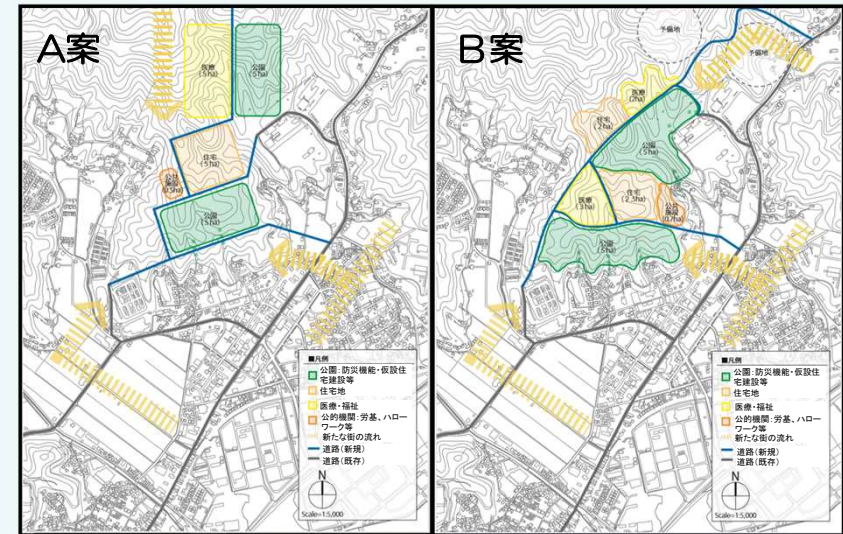 A案
医療
(5ha)
公園
(5ha)
住宅
(5ha)
公共
施設
(0.5ha)
公園
(5ha)
■凡例
公園:防災機能・仮設住
宅建設等
住宅地
医療・福祉
公的機関:労基、ハロー
ワーク等
新たな街の流れ
道路(新規)
道路(既存)
N
Scale=1:5,000
B案
予備地
予備地
医療
(2ha)
住宅
(2ha)
公園
(5ha)
医療
(3ha)
住宅
(2.5ha)
公共
施設
(0.7ha)
公園
(5ha)
■凡例
公園:防災機能・仮設住
宅建設等
住宅地
医療・福祉
公的機関:労基、ハロー
ワーク等
新たな街の流れ
道路(新規)
道路(既存)
N
Scale=1:5,000